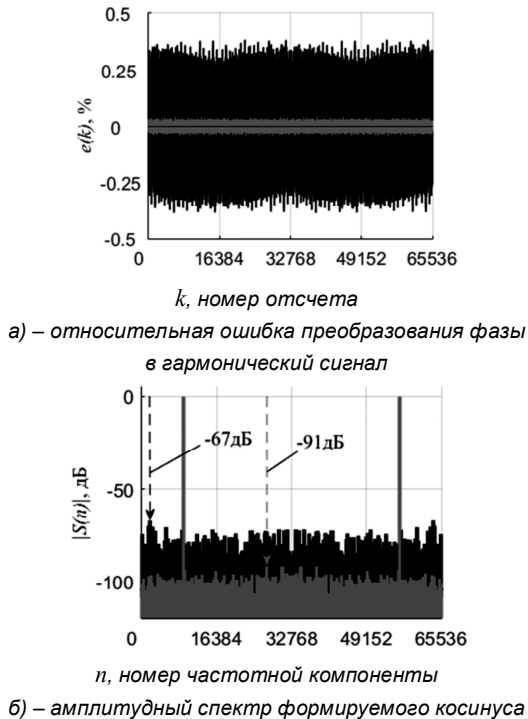 0.5
0.25
0
-0.25
-0.5
e(k), %
0 16384 32768 49152 65536
k, номер отсчета
а) – относительная ошибка преобразования фазы
в гармонический сигнал
0
-50
-100
|S(n)|, дБ
-67дБ
-91дБ
0 16384 32768 49152 65536
n, номер частотной компоненты
б) – амплитудный спектр формируемого косинуса